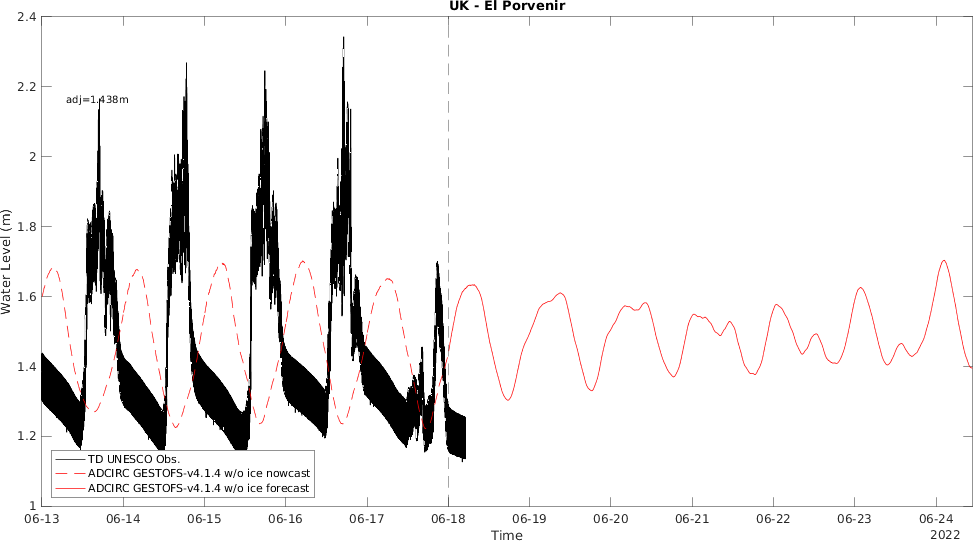 UK - El Porvenir
2.4
2.2
2
1.8
1.6
1.4
1.2
1
Water Level (m)
adj=1.438m
TD UNESCO Obs.
ADCIRC GESTOFS-v4.1.4 w/o ice nowcast
ADCIRC GESTOFS-v4.1.4 w/o ice forecast
06-13 06-14 06-15 06-16 06-17 06-18 06-19 06-20 06-21 06-22 06-23 06-24
Time 2022